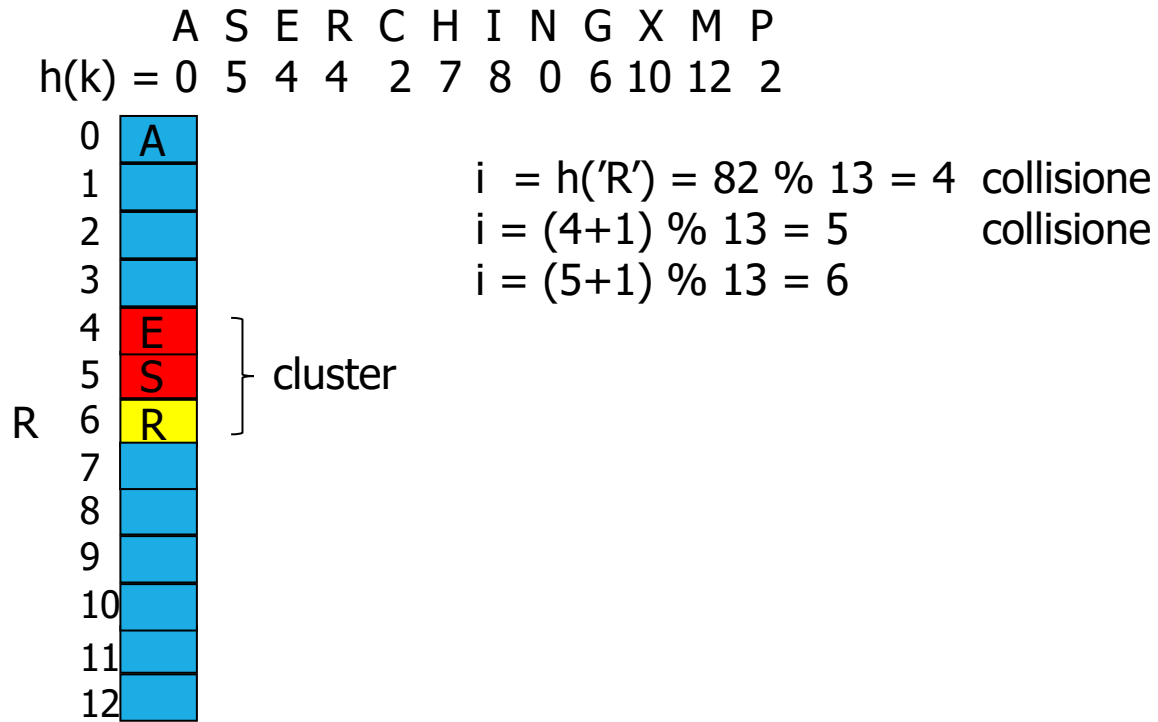 A S E R C H I N G X M P
h(k) = 0 5 4 4 2 7 8 0 6 10 12 2
0 A
i = h(′R′) = 82 % 13 = 4 collisione
1
i = (4+1) % 13 = 5 collisione
2
i = (5+1) % 13 = 6
3
4 E
5 S cluster
R 6 R
7
8
9
10
11
12